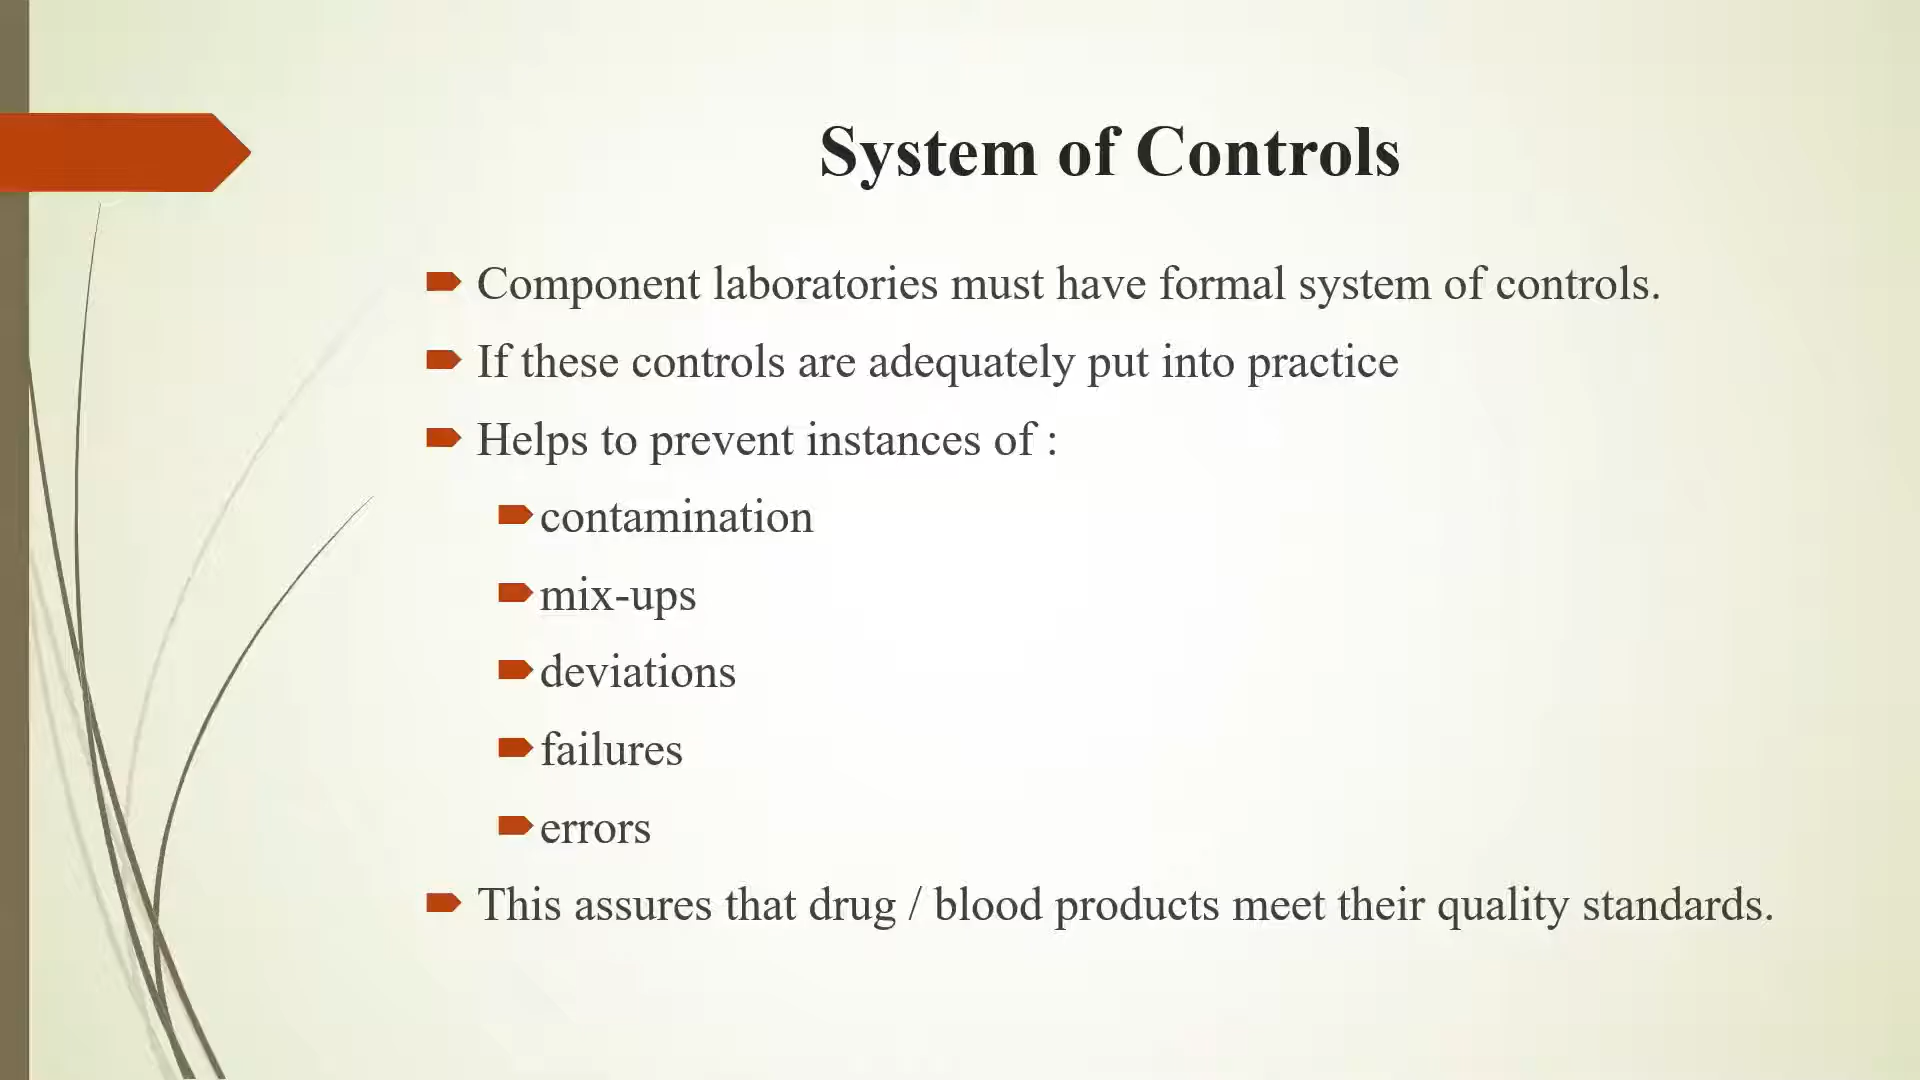 System of Controls
Component laboratories must have formal system of controls.
If these controls are adequately put into practice
Helps to prevent instances of :
contamination
mix-ups
deviations
failures
errors
This assures that drug / blood products meet their quality standards.